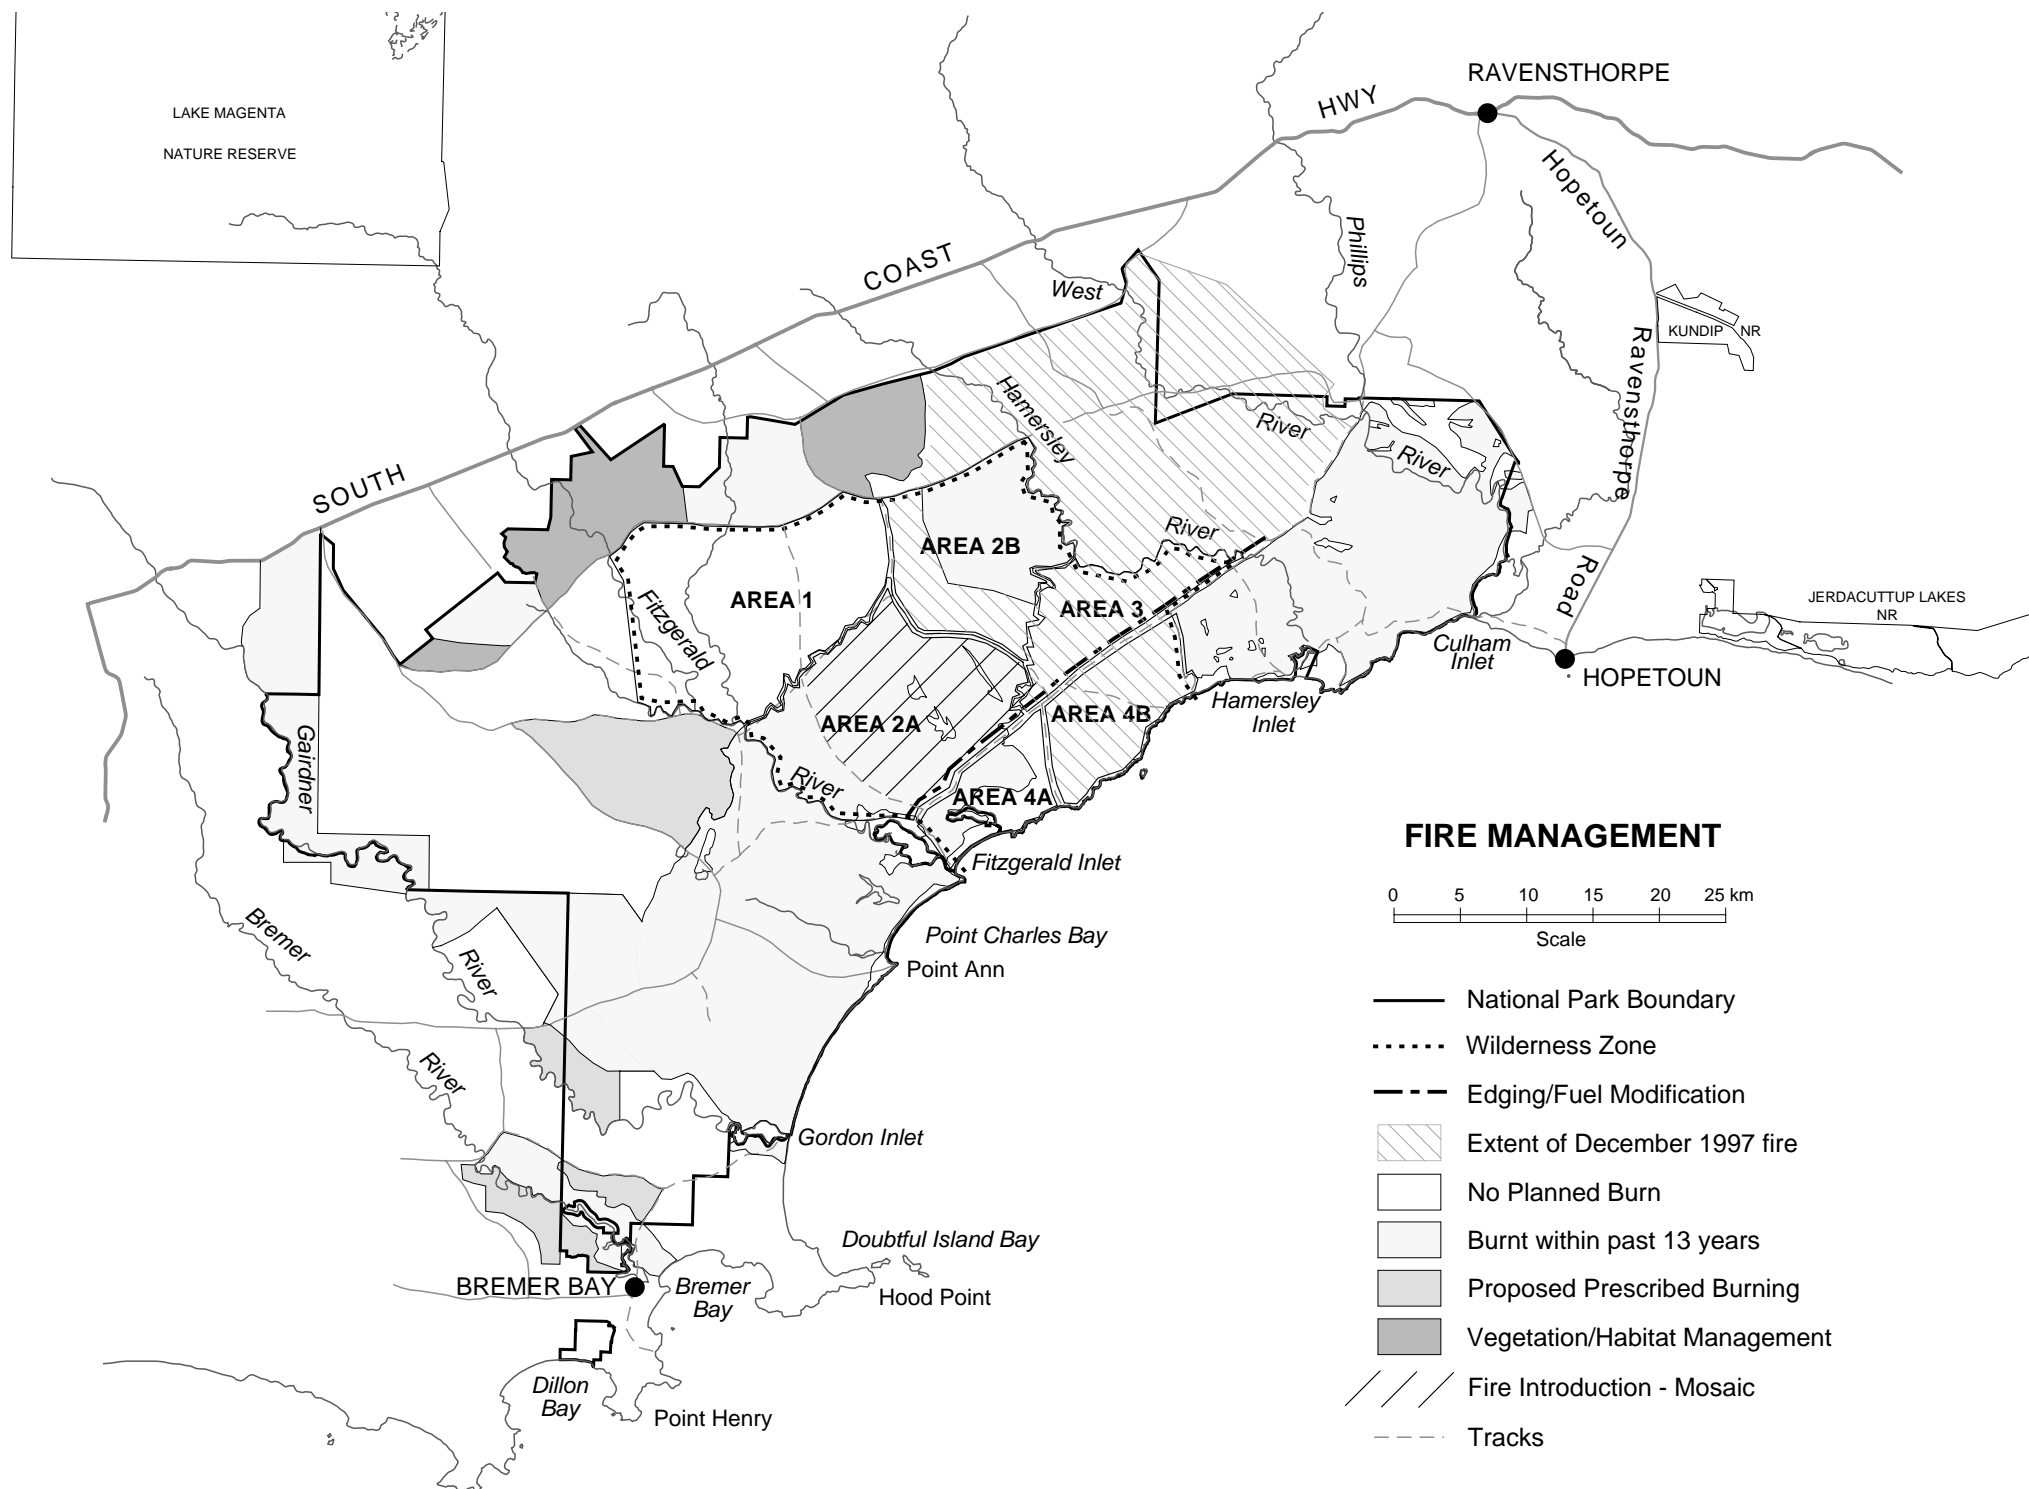 RAVENSTHORPE
HWY
LAKE MAGENTA
NATURE RESERVE
Hopetoun
Phillips
COAST
West
Ravensthorpe
KUNDIP NR
Hamersley
River
River
SOUTH
River
AREA 2B
Road
AREA 1
AREA 3
Fitzgerald
JERDACUTTUP LAKES
NR
Culham
Inlet
HOPETOUN
Hamersley
Inlet
AREA 4B
AREA 2A
Gairdner
River
AREA 4A
FIRE MANAGEMENT
Fitzgerald Inlet
0 5 10 15 20 25 km
Scale
Bremer
Point Charles Bay
River
Point Ann
National Park Boundary
Wilderness Zone
River
Edging/Fuel Modification
Gordon Inlet
Extent of December 1997 fire
No Planned Burn
Doubtful Island Bay
Burnt within past 13 years
BREMER BAY
Bremer
Bay
Hood Point
Proposed Prescribed Burning
Vegetation/Habitat Management
Dillon
Bay
Point Henry
Fire Introduction - Mosaic
Tracks